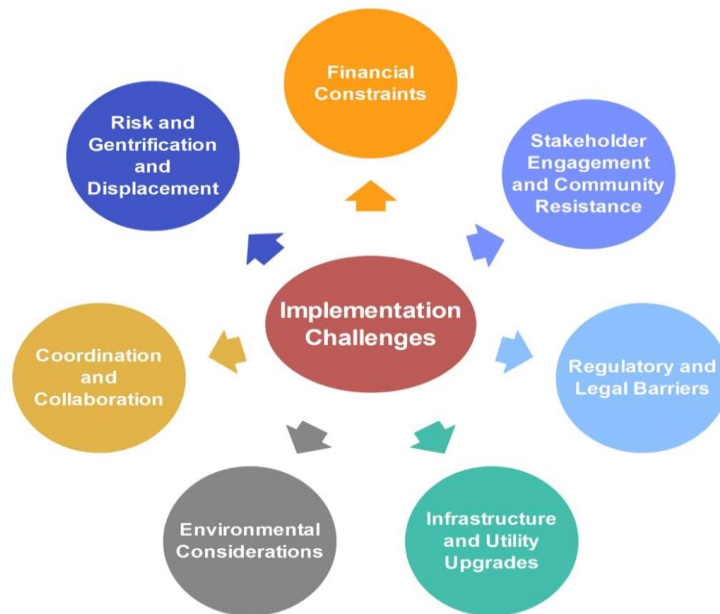 Financial
Constraints
Stakeholder
Engagement
and Community
Resistance
Regulatory and
Legal Barriers
Infrastructure
and Utility
Upgrades
Environmental
Considerations
Coordination
and
Collaboration
Risk and
Gentrification
and
Displacement
Implementation
Challenges